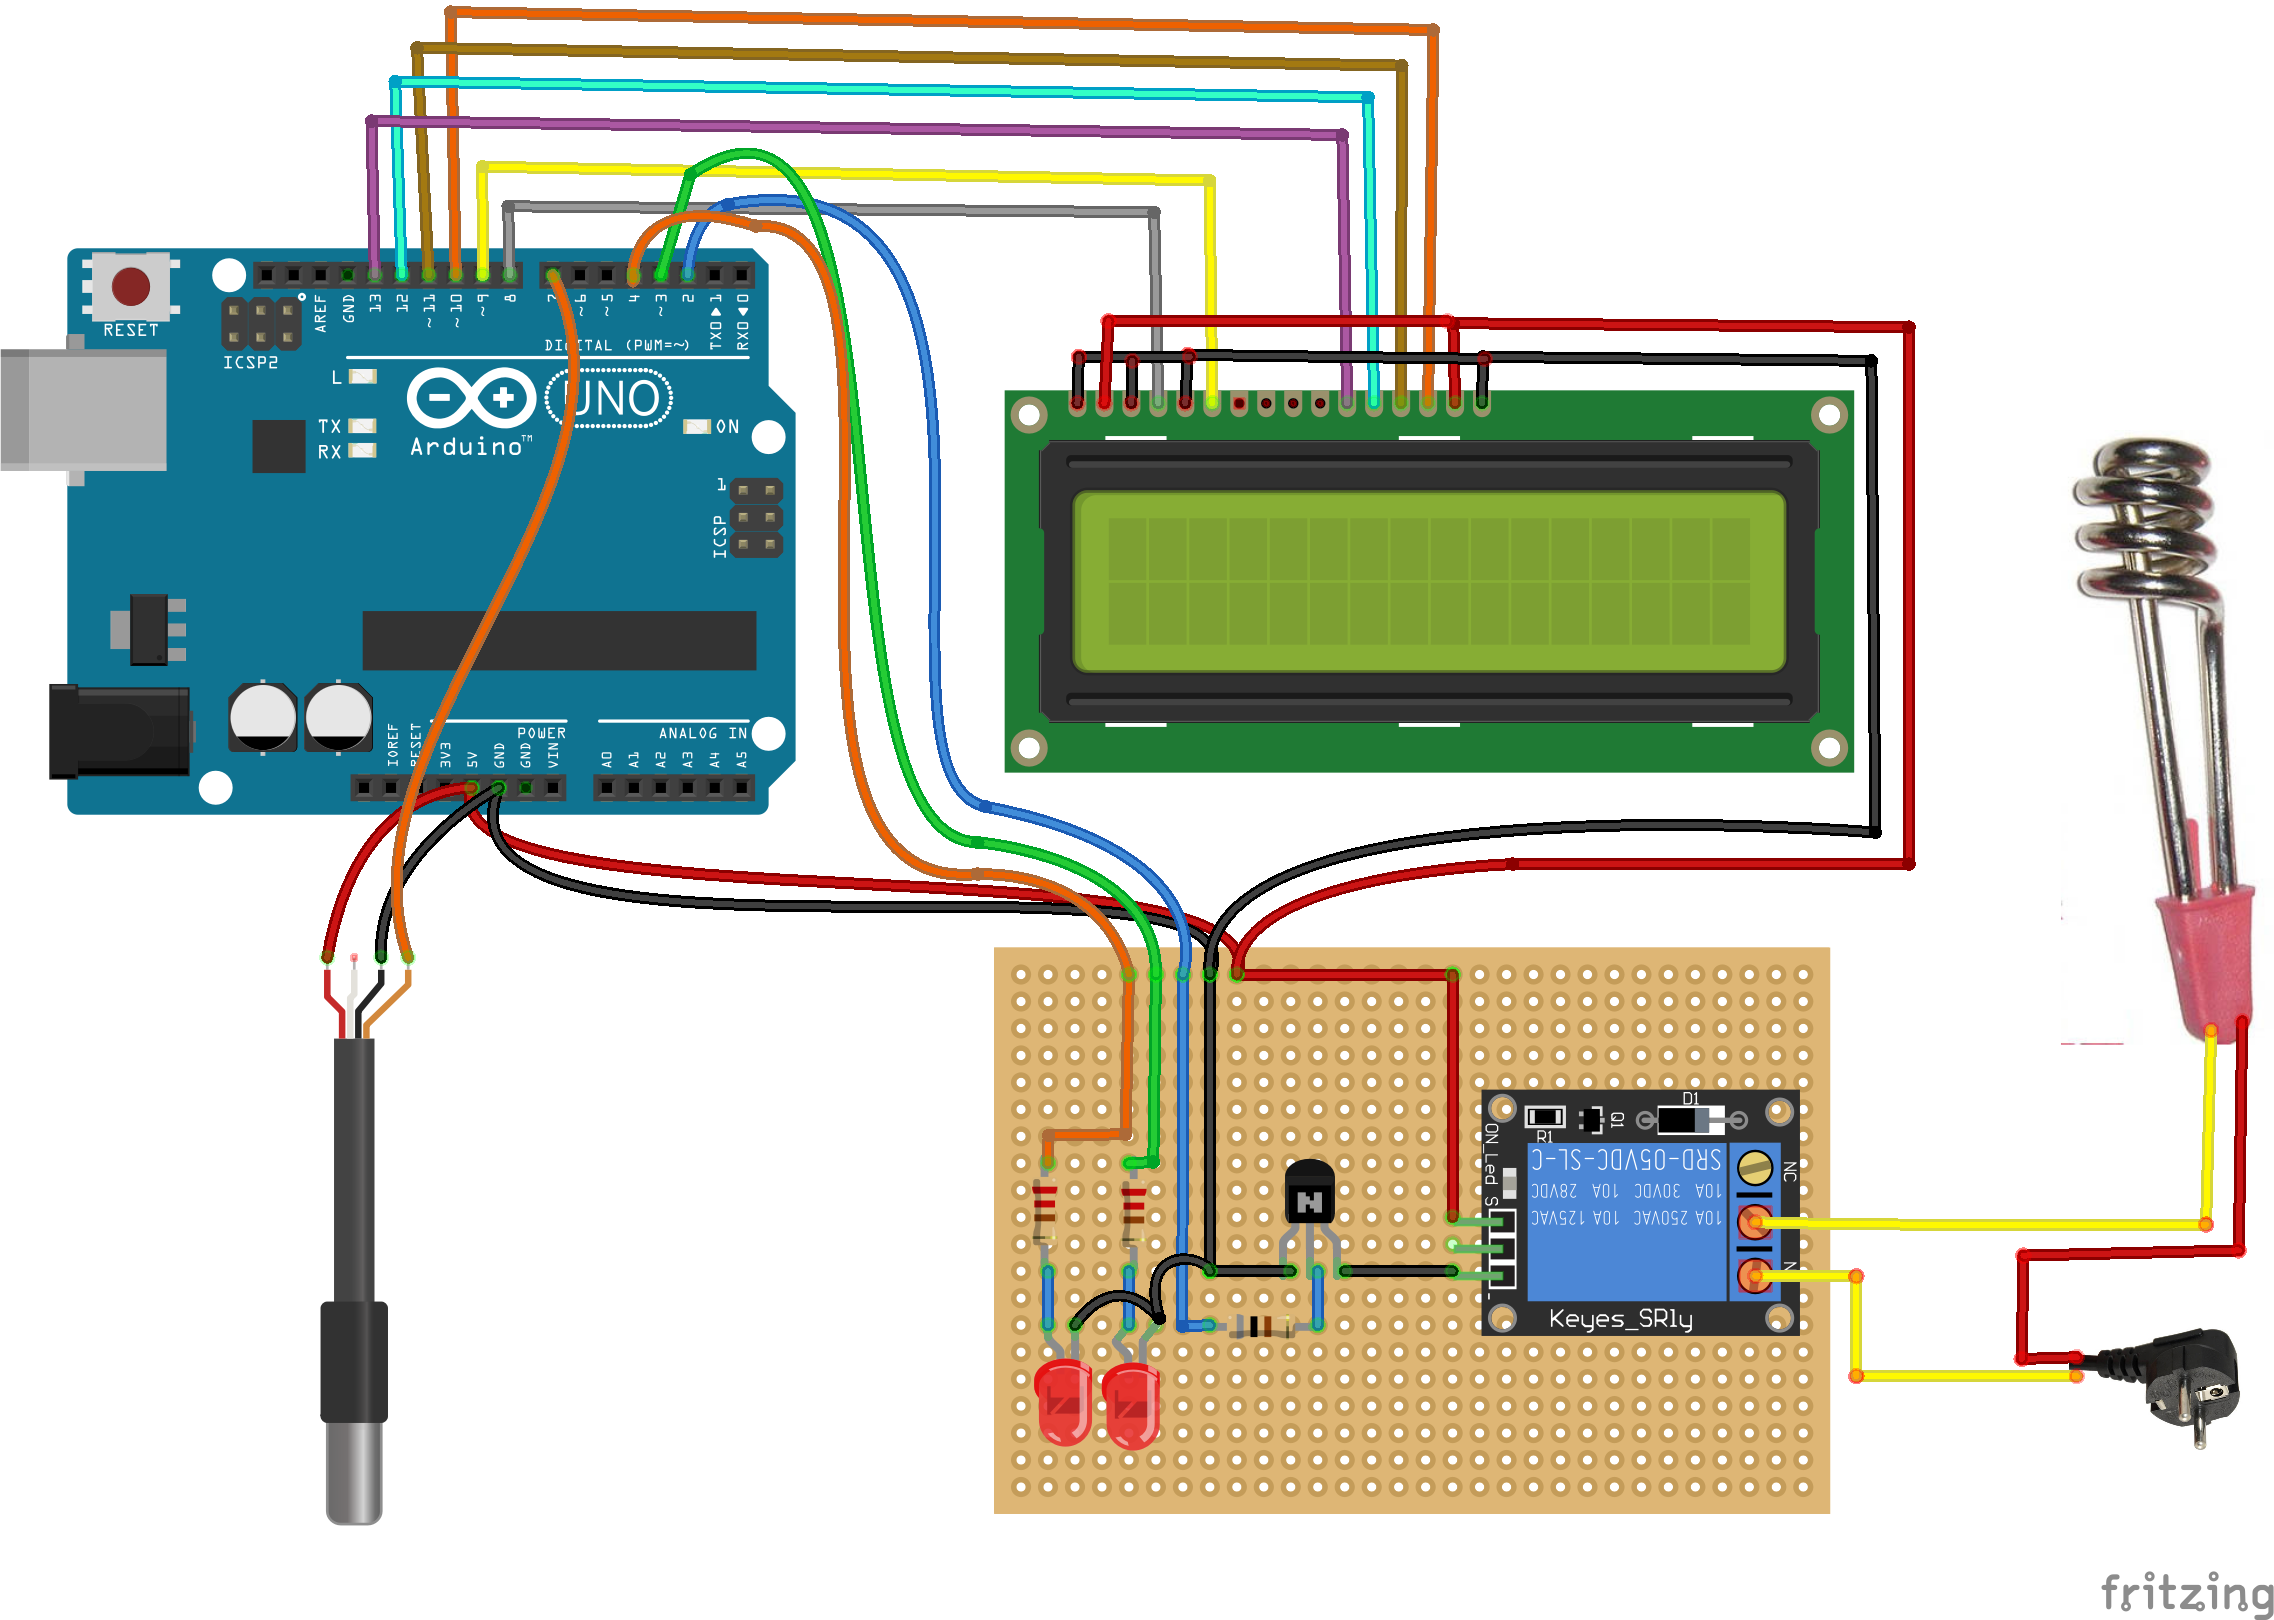 RESET
ICSP2
AREF
GND
13
12
~11
~10
~9
8
7
~6
~5
4
~3
2
TX0▶1
RX0◀0
DIGITAL (PWM=~)
L
TX
RX
Arduino™
UNO
ON
1
ICSP
IOREF
RESET
3V3
5V
GND
GND
VIN
POWER
A0
A1
A2
A3
A4
A5
ANALOG IN
R1
Q1
D1
ON_Led
S
SRD-05VDC-SL-C
10A 30VDC 10A 28VDC
10A 250VAC 10A 125VAC
NC
N
-
Keyes_SRly
fritzing